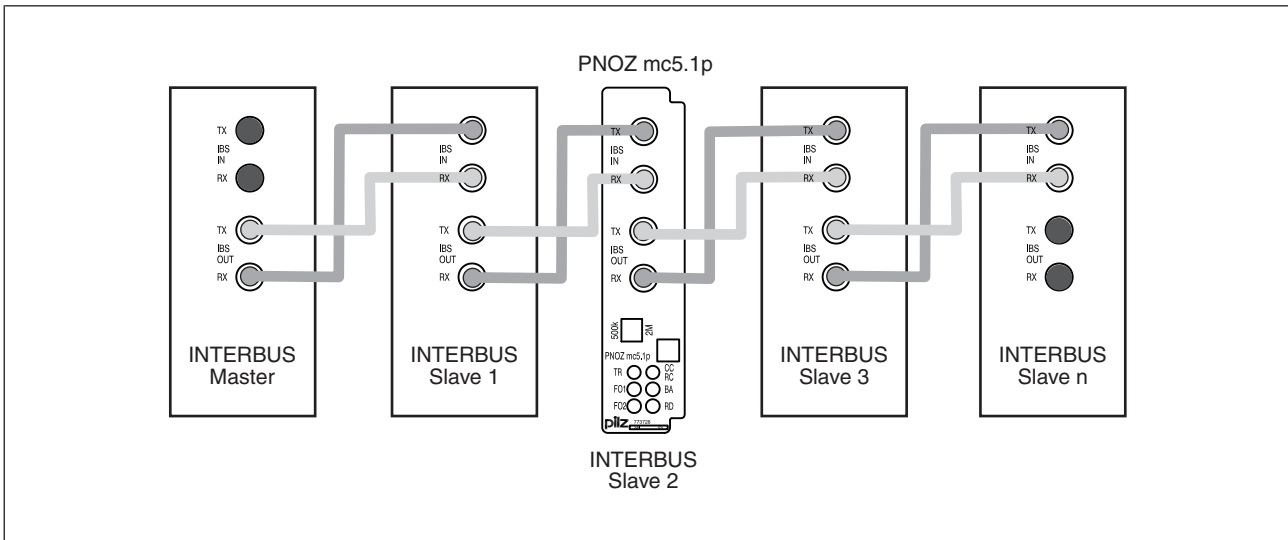 PNOZ mc5.1p
TX
IBS
IN
RX
TX
IBS
OUT
RX
INTERBUS
Master
IBS
IN
RX
TX
IBS
OUT
RX
INTERBUS
Slave 1
TX
IBS
IN
RX
TX
IBS
OUT
RX
500k
2M
PNOZ mc5.1p
TR
CC
RC
FO1
BA
FO2
RD
pilz
INTERBUS
Slave 2
TX
IBS
IN
RX
TX
IBS
OUT
RX
INTERBUS
Slave 3
TX
IBS
IN
RX
TX
IBS
OUT
RX
INTERBUS
Slave n